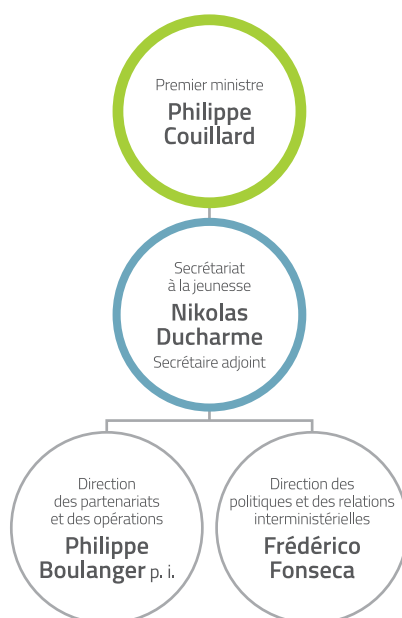 Premier ministre
Philippe
Couillard
Secrétariat
à la jeunesse
Nikolas
Ducharme
Secrétaire adjoint
Direction
des partenariats
et des opérations
Philippe
Boulanger p. i.
Direction des
politiques et des relations
interministérielles
Frédérico
Fonseca